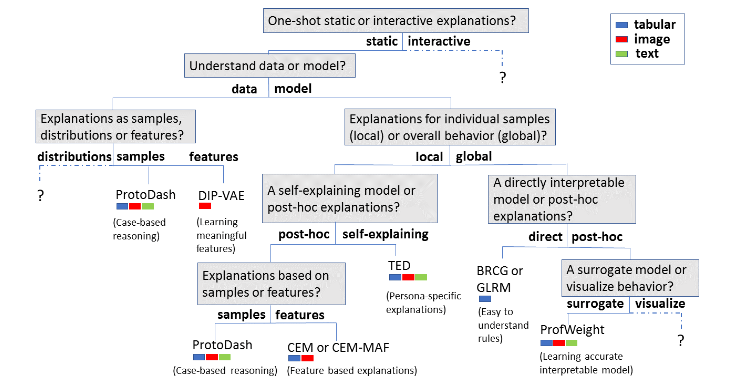 One-shot static or interactive explanations?
tabular
image
text
static interactive
Understand data or model?
?
data model
Explanations as samples,
distributions or features?
Explanations for individual samples
(local) or overall behavior (global)?
distributions samples features
local global
?
ProtoDash
(Case-based
reasoning)
DIP-VAE
(Learning
meaningful
features)
A self-explaining model or
post-hoc explanations?
A directly interpretable
model or post-hoc
explanations?
post-hoc self-explaining
direct post-hoc
Explanations based on
samples or features?
TED
(Persona specific
explanations)
BRCG or
GLRM
(Easy to
understand
rules)
A surrogate model or
visualize behavior?
samples features
surrogate visualize
ProtoDash
(Case-based reasoning)
CEM or CEM-MAF
(Feature based explanations)
ProfWeight
(Learning accurate
interpretable model)
?